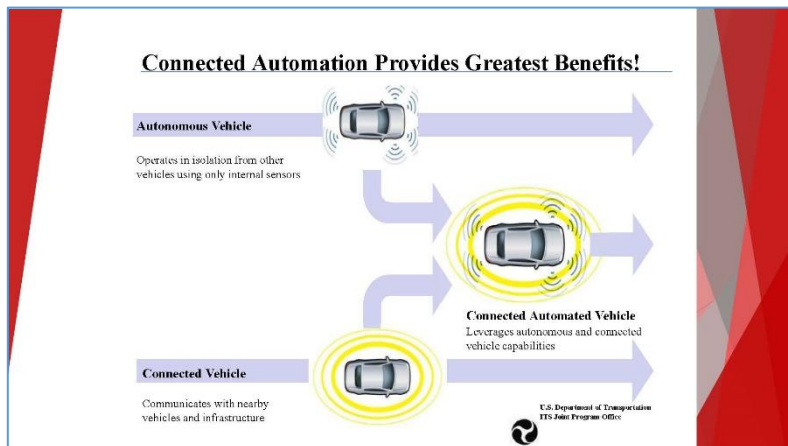 Connected Automation Provides Greatest Benefits!
Autonomous Vehicle
Operates in isolation from other
vehicles using only internal sensors
Connected Automated Vehicle
Leverages autonomous and connected
vehicle capabilities
Connected Vehicle
Communicates with nearby
vehicles and infrastructure
U.S. Department of Transportation
ITS Joint Program Office